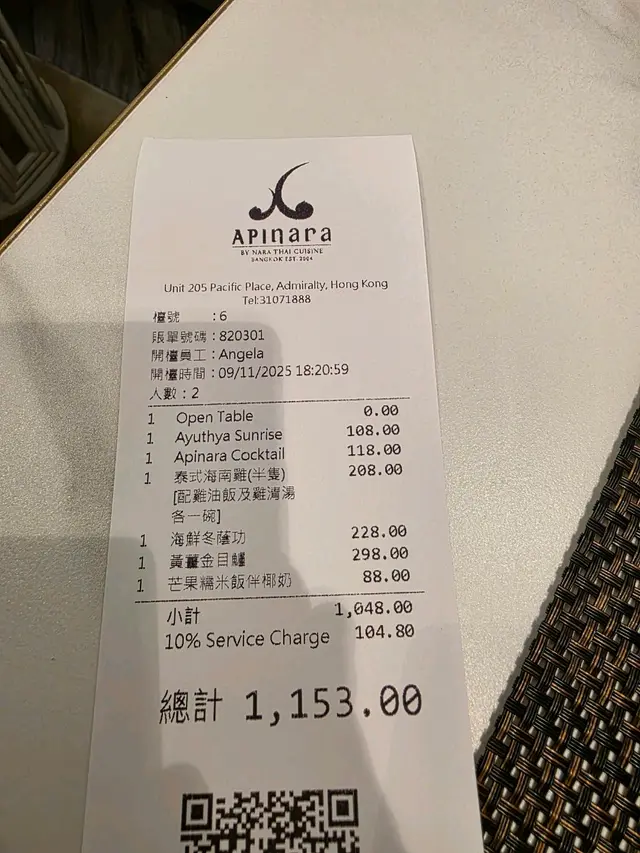 APINARA
BY NARA THAI CUISINE
BANGKOK EST. 2004
Unit 205 Pacific Place, Admiralty, Hong Kong
Tel:31071888
檯號 : 6
賬單號碼 : 820301
開檯員工 : Angela
開檯時間 : 09/11/2025 18:20:59
人數 : 2
1 Open Table 0.00
1 Ayuthya Sunrise 108.00
1 Apinara Cocktail 118.00
1 泰式海南雞(半隻) 208.00
[配雞油飯及雞清湯
各一碗]
1 海鮮冬蔭功 228.00
1 黃薑金目鱸 298.00
1 芒果糯米飯伴椰奶 88.00
小計 1,048.00
10% Service Charge 104.80
總計 1,153.00